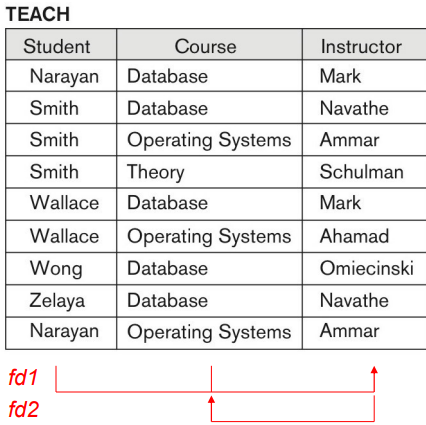 TEACH
Student Course Instructor
Narayan Database Mark
Smith Database Navathe
Smith Operating Systems Ammar
Smith Theory Schulman
Wallace Database Mark
Wallace Operating Systems Ahamad
Wong Database Omiecinski
Zelaya Database Navathe
Narayan Operating Systems Ammar
fd1
fd2